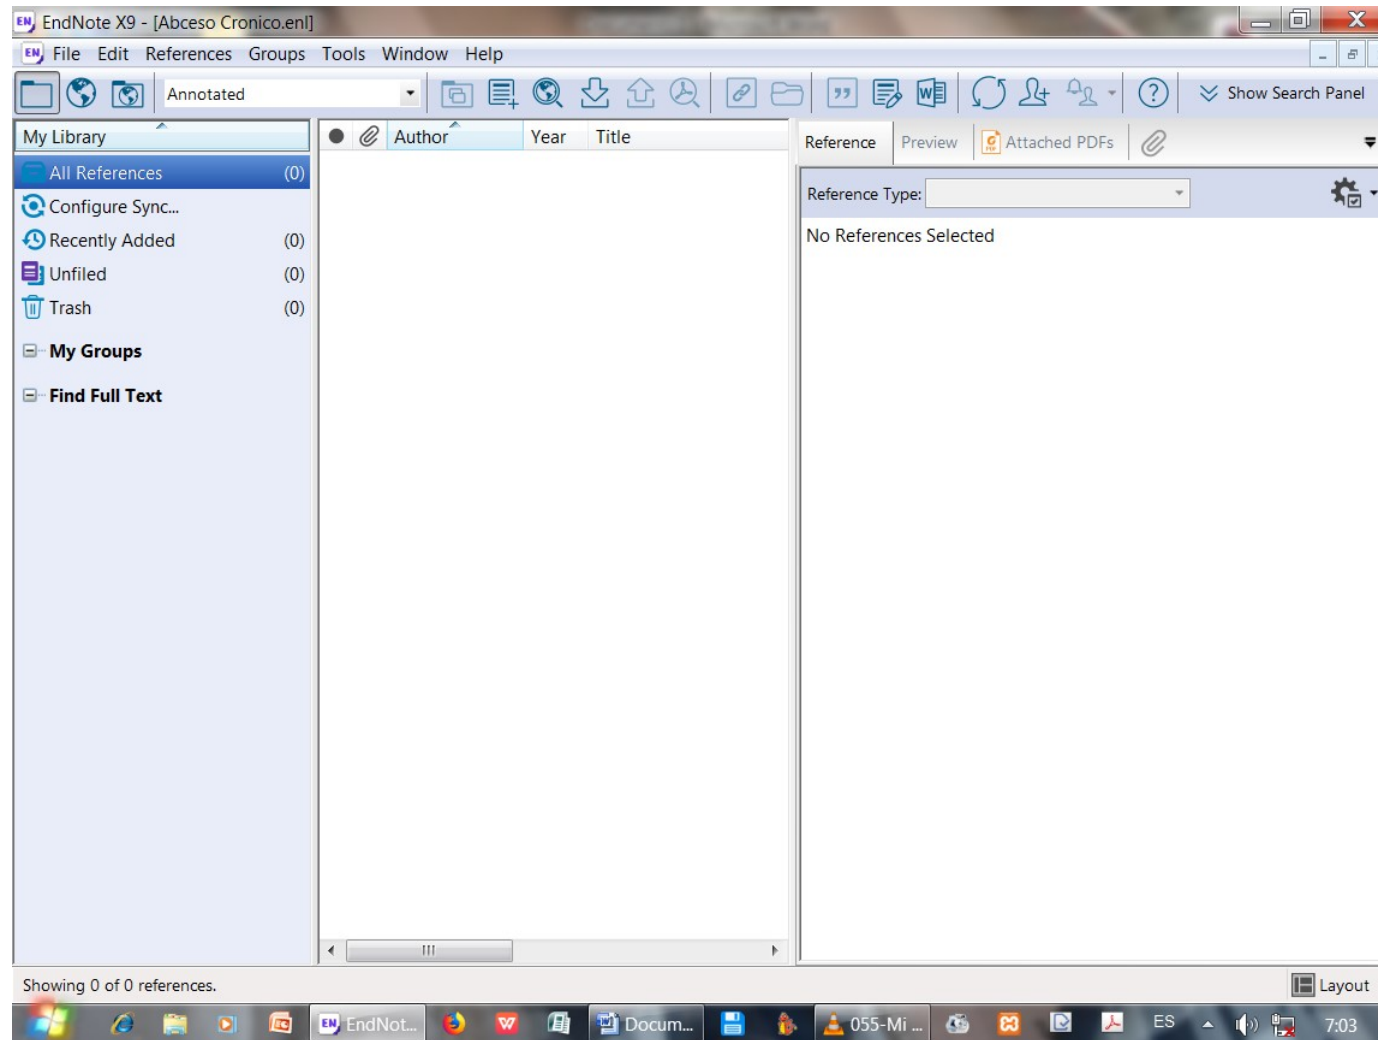 EndNote X9 - [Abceso Cronico.enl]
File Edit References Groups Tools Window Help
Annotated
Show Search Panel
My Library
Author Year Title
Reference Preview Attached PDFs
All References (0)
Reference Type:
Configure Sync...
No References Selected
Recently Added (0)
Unfiled (0)
Trash (0)
My Groups
Find Full Text
Showing 0 of 0 references.
Layout
EndNot... Docum... 055-Mi ... ES 7:03